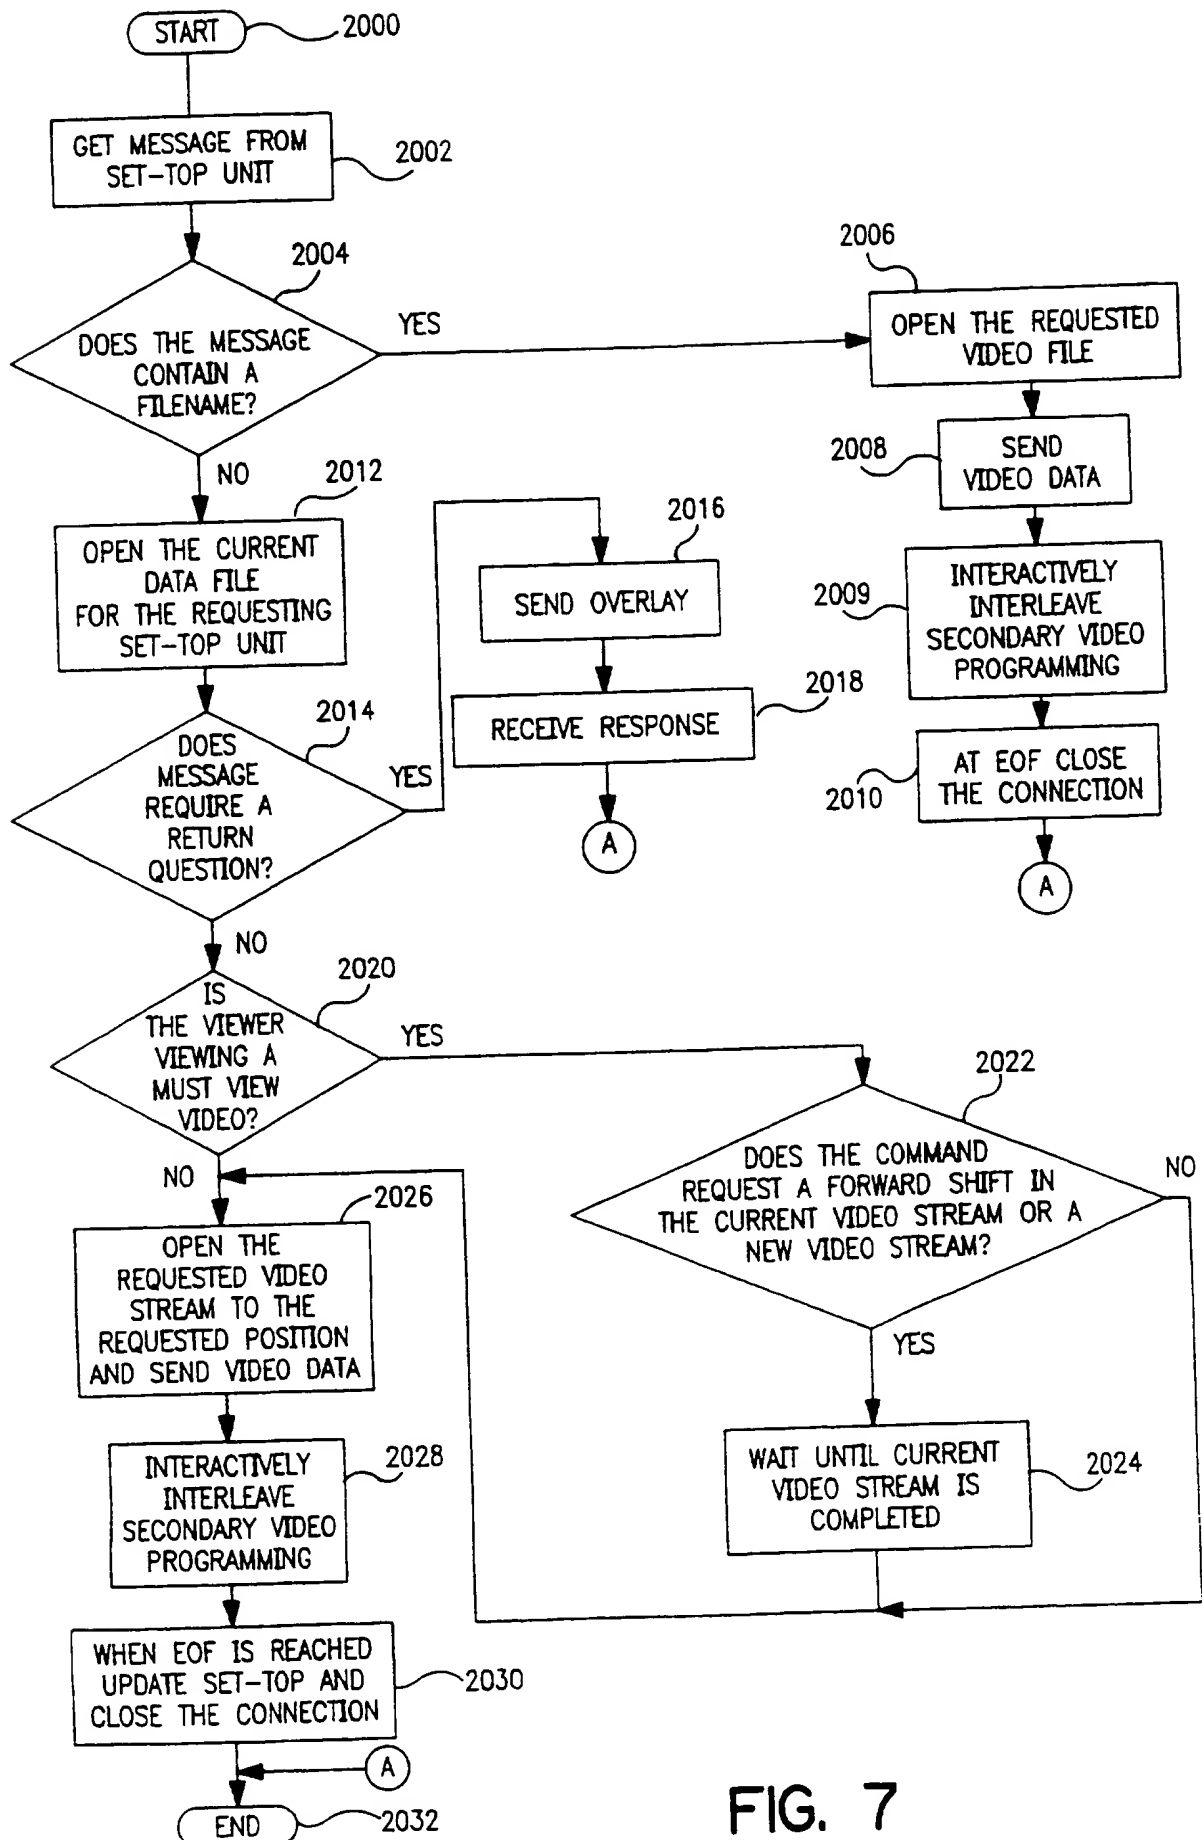 START
2000
GET MESSAGE FROM
SET-TOP UNIT
2002
2004
DOES THE MESSAGE
CONTAIN A
FILENAME?
YES
NO
2006
OPEN THE REQUESTED
VIDEO FILE
2008
SEND
VIDEO DATA
2009
INTERACTIVELY
INTERLEAVE
SECONDARY VIDEO
PROGRAMMING
2010
AT EOF CLOSE
THE CONNECTION
A
2012
OPEN THE CURRENT
DATA FILE
FOR THE REQUESTING
SET-TOP UNIT
2014
DOES
MESSAGE
REQUIRE A
RETURN
QUESTION?
YES
NO
2016
SEND OVERLAY
2018
RECEIVE RESPONSE
A
2020
IS
THE VIEWER
VIEWING A
MUST VIEW
VIDEO?
YES
NO
2022
DOES THE COMMAND
REQUEST A FORWARD SHIFT IN
THE CURRENT VIDEO STREAM OR A
NEW VIDEO STREAM?
NO
YES
WAIT UNTIL CURRENT
VIDEO STREAM IS
COMPLETED
2024
2026
OPEN THE
REQUESTED VIDEO
STREAM TO THE
REQUESTED POSITION
AND SEND VIDEO DATA
INTERACTIVELY
INTERLEAVE
SECONDARY VIDEO
PROGRAMMING
2028
WHEN EOF IS REACHED
UPDATE SET-TOP AND
CLOSE THE CONNECTION
2030
A
END
2032
FIG. 7